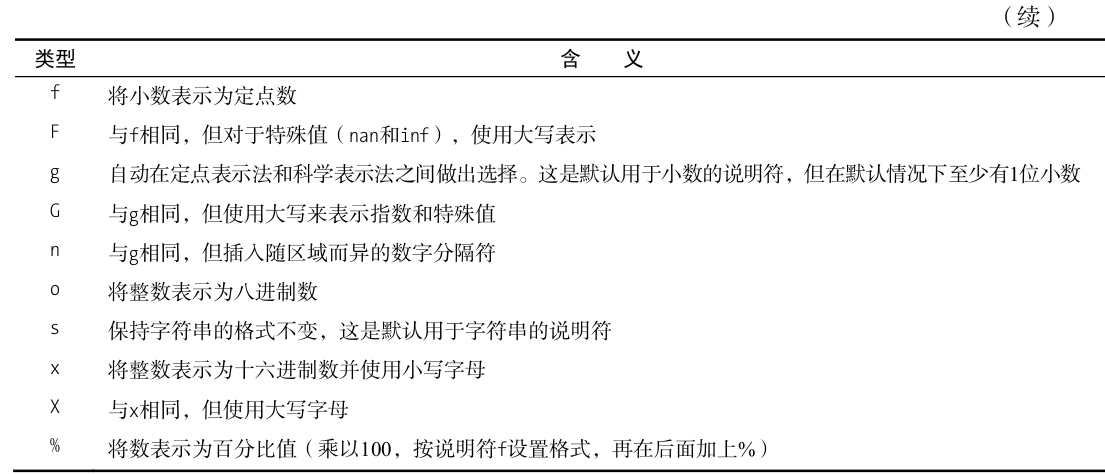 （续）
类型 含 义
f 将小数表示为定点数
F 与f相同，但对于特殊值（nan和inf），使用大写表示
g 自动在定点表示法和科学表示法之间做出选择。这是默认用于小数的说明符，但在默认情况下至少有1位小数
G 与g相同，但使用大写来表示指数和特殊值
n 与g相同，但插入随区域而异的数字分隔符
o 将整数表示为八进制数
s 保持字符串的格式不变，这是默认用于字符串的说明符
x 将整数表示为十六进制数并使用小写字母
X 与x相同，但使用大写字母
% 将数表示为百分比值（乘以100，按说明符f设置格式，再在后面加上%）